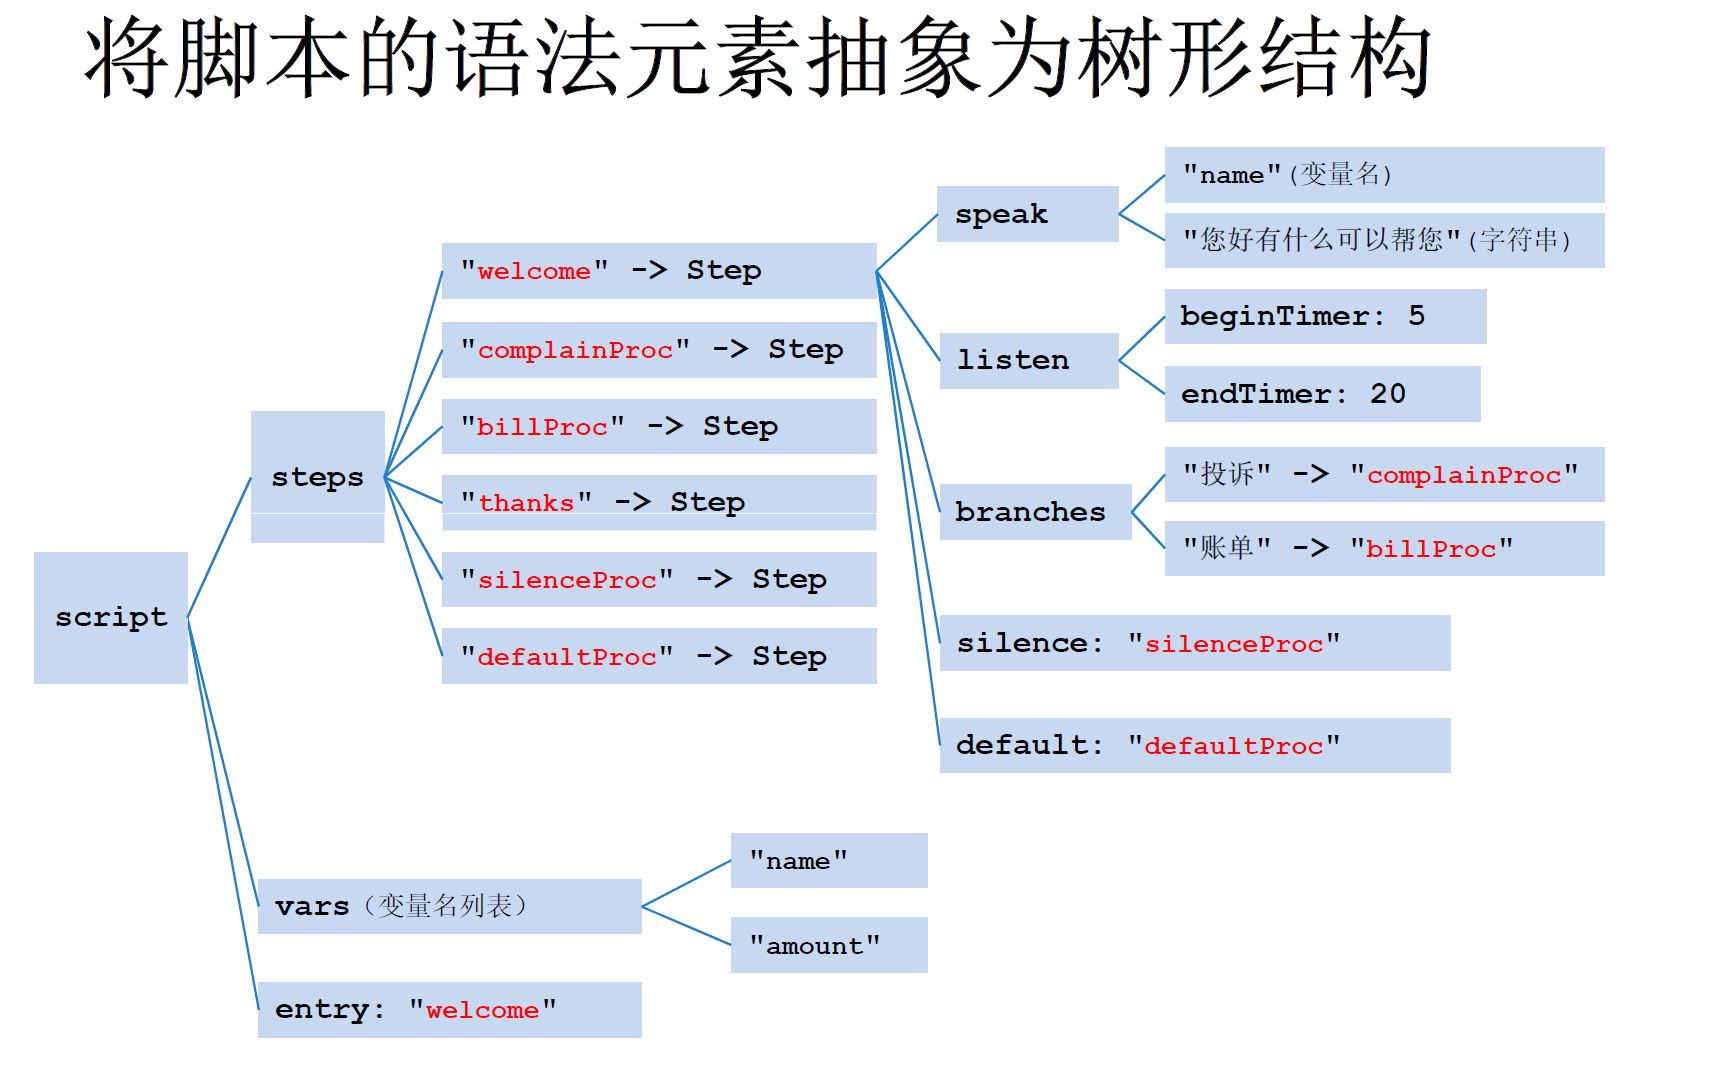 将脚本的语法元素抽象为树形结构
script
steps
"welcome" -> Step
"complainProc" -> Step
"billProc" -> Step
"thanks" -> Step
"silenceProc" -> Step
"defaultProc" -> Step
speak
"name"(变量名)
"您好有什么可以帮您"(字符串)
listen
beginTimer: 5
endTimer: 20
branches
"投诉" -> "complainProc"
"账单" -> "billProc"
silence: "silenceProc"
default: "defaultProc"
vars（变量名列表）
"name"
"amount"
entry: "welcome"